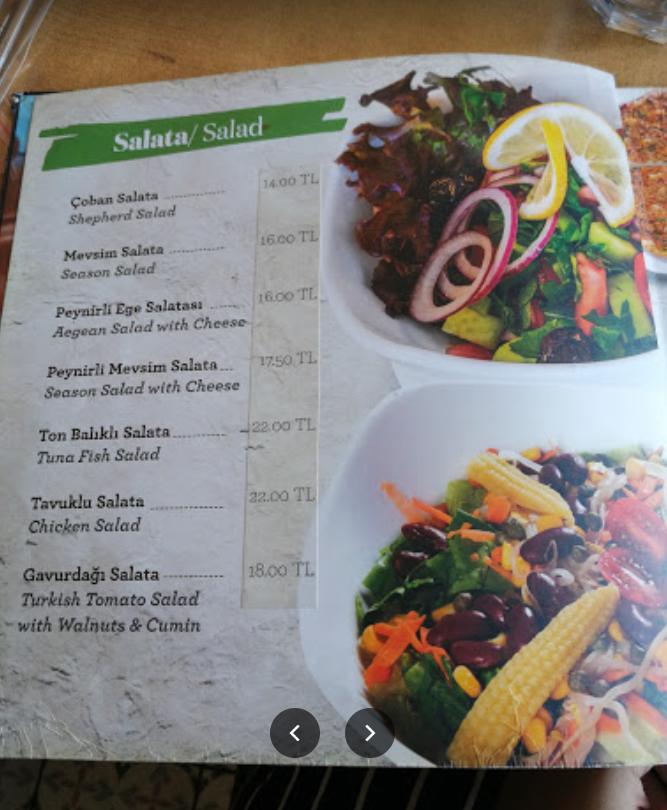 Salata/ Salad
Çoban Salata ................ 14.00 TL
Shepherd Salad
Mevsim Salata .............. 16.00 TL
Season Salad
Peynirli Ege Salatası ....... 16.00 TL
Aegean Salad with Cheese
Peynirli Mevsim Salata.... 17.50 TL
Season Salad with Cheese
Ton Balıklı Salata............. 22.00 TL
Tuna Fish Salad
Tavuklu Salata ................ 22.00 TL
Chicken Salad
Gavurdağı Salata ............. 18.00 TL
Turkish Tomato Salad
with Walnuts & Cumin